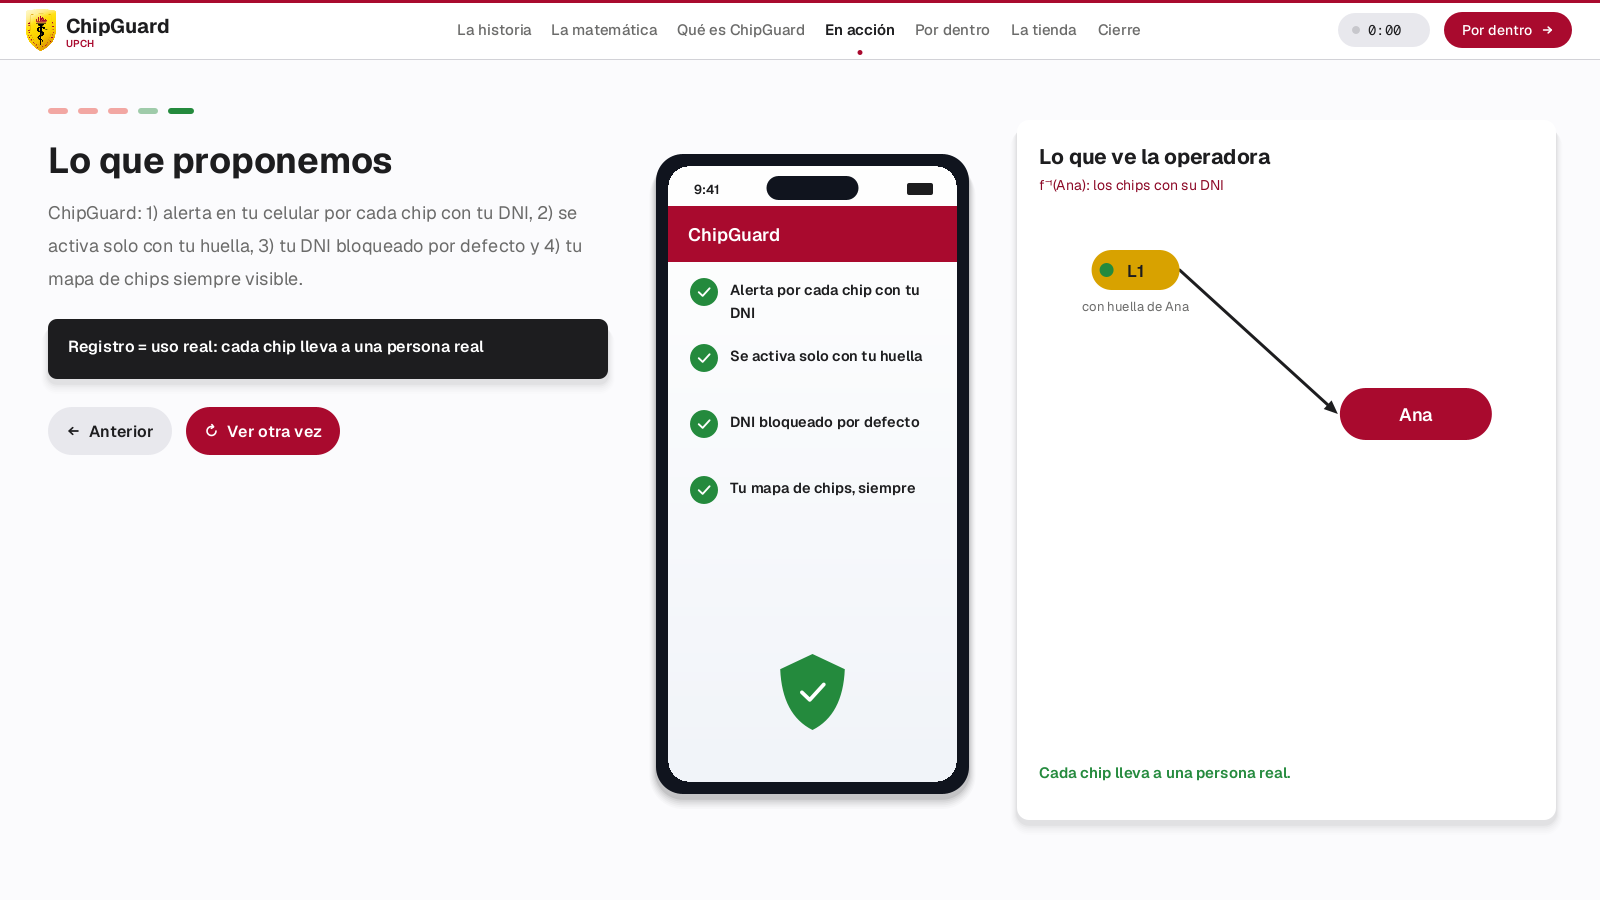 ChipGuard
UPCH
La historia
La matemática
Qué es ChipGuard
En acción
Por dentro
La tienda
Cierre
0:00
Por dentro →
Lo que proponemos
ChipGuard: 1) alerta en tu celular por cada chip con tu DNI, 2) se
activa solo con tu huella, 3) tu DNI bloqueado por defecto y 4) tu
mapa de chips siempre visible.
Registro = uso real: cada chip lleva a una persona real
← Anterior
Ver otra vez
9:41
ChipGuard
Alerta por cada chip con tu
DNI
Se activa solo con tu huella
DNI bloqueado por defecto
Tu mapa de chips, siempre
Lo que ve la operadora
f⁻¹(Ana): los chips con su DNI
L1
con huella de Ana
Ana
Cada chip lleva a una persona real.